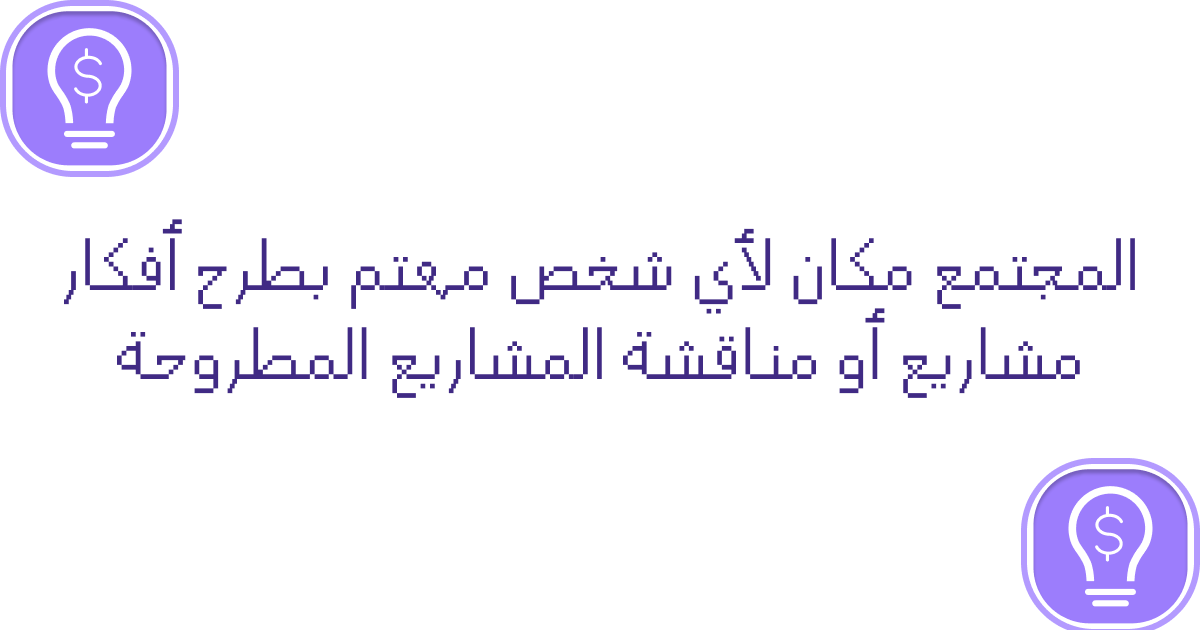 المجتمع مكان لأي شخص مهتم بطرح أفكار
مشاريع أو مناقشة المشاريع المطروحة